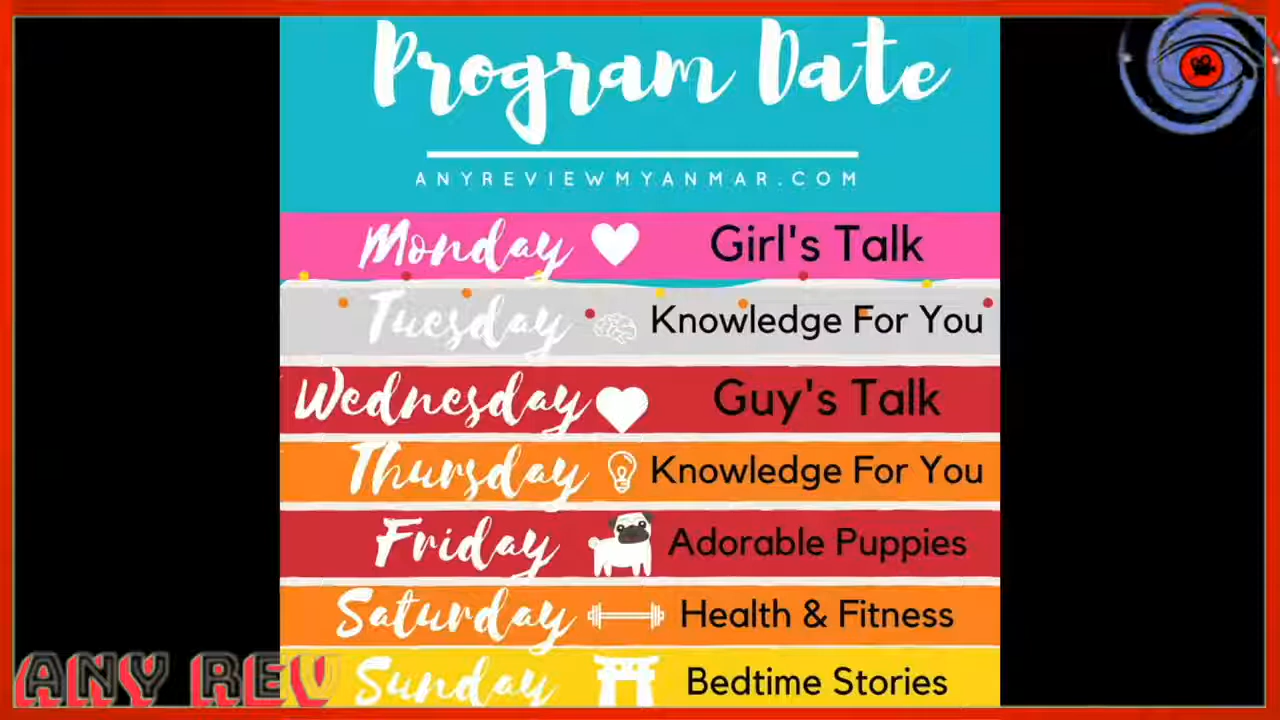 Program Date
ANYREVIEWMYANMAR.COM
Monday Girl's Talk
Tuesday Knowledge For You
Wednesday Guy's Talk
Thursday Knowledge For You
Friday Adorable Puppies
Saturday Health & Fitness
Sunday Bedtime Stories
ANY REV